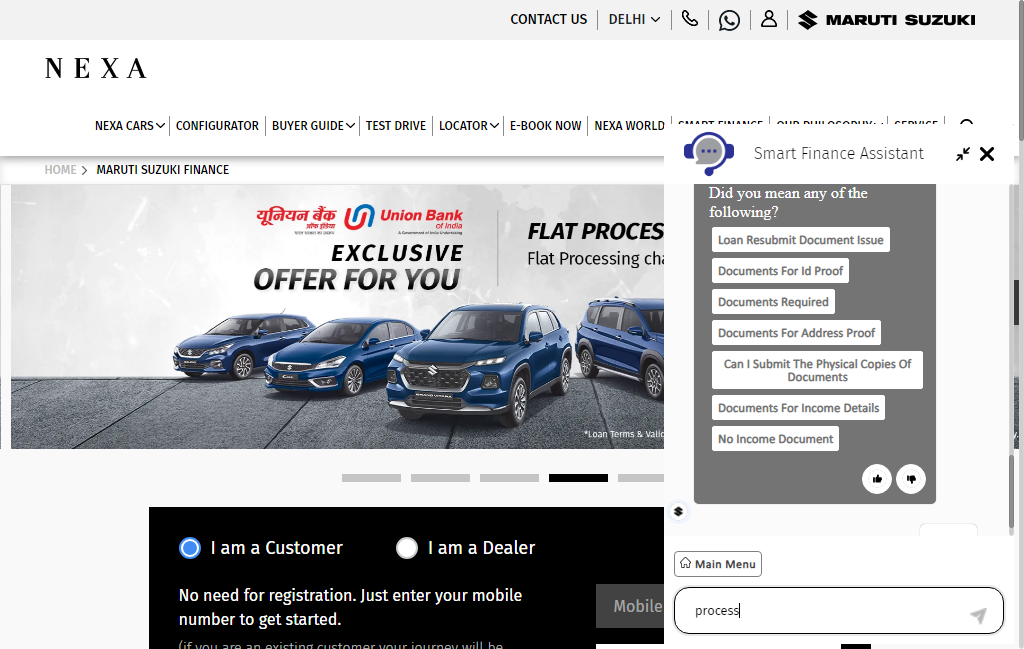 CONTACT US
DELHI
MARUTI SUZUKI
NEXA
NEXA CARS
CONFIGURATOR
BUYER GUIDE
TEST DRIVE
LOCATOR
E-BOOK NOW
NEXA WORLD
SMART FINANCE
OUR PHILOSOPHY
SERVICE
HOME
MARUTI SUZUKI FINANCE
यूनियन बैंक
ऑफ इंडिया
Union Bank
of India
A Government of India Undertaking
EXCLUSIVE
OFFER FOR YOU
FLAT PROCES
Flat Processing cha
*Loan Terms & Valid
I am a Customer
I am a Dealer
No need for registration. Just enter your mobile
number to get started.
(if you are an existing customer your journey will be
Mobile
Smart Finance Assistant
Did you mean any of the
following?
Loan Resubmit Document Issue
Documents For Id Proof
Documents Required
Documents For Address Proof
Can I Submit The Physical Copies Of
Documents
Documents For Income Details
No Income Document
Main Menu
process